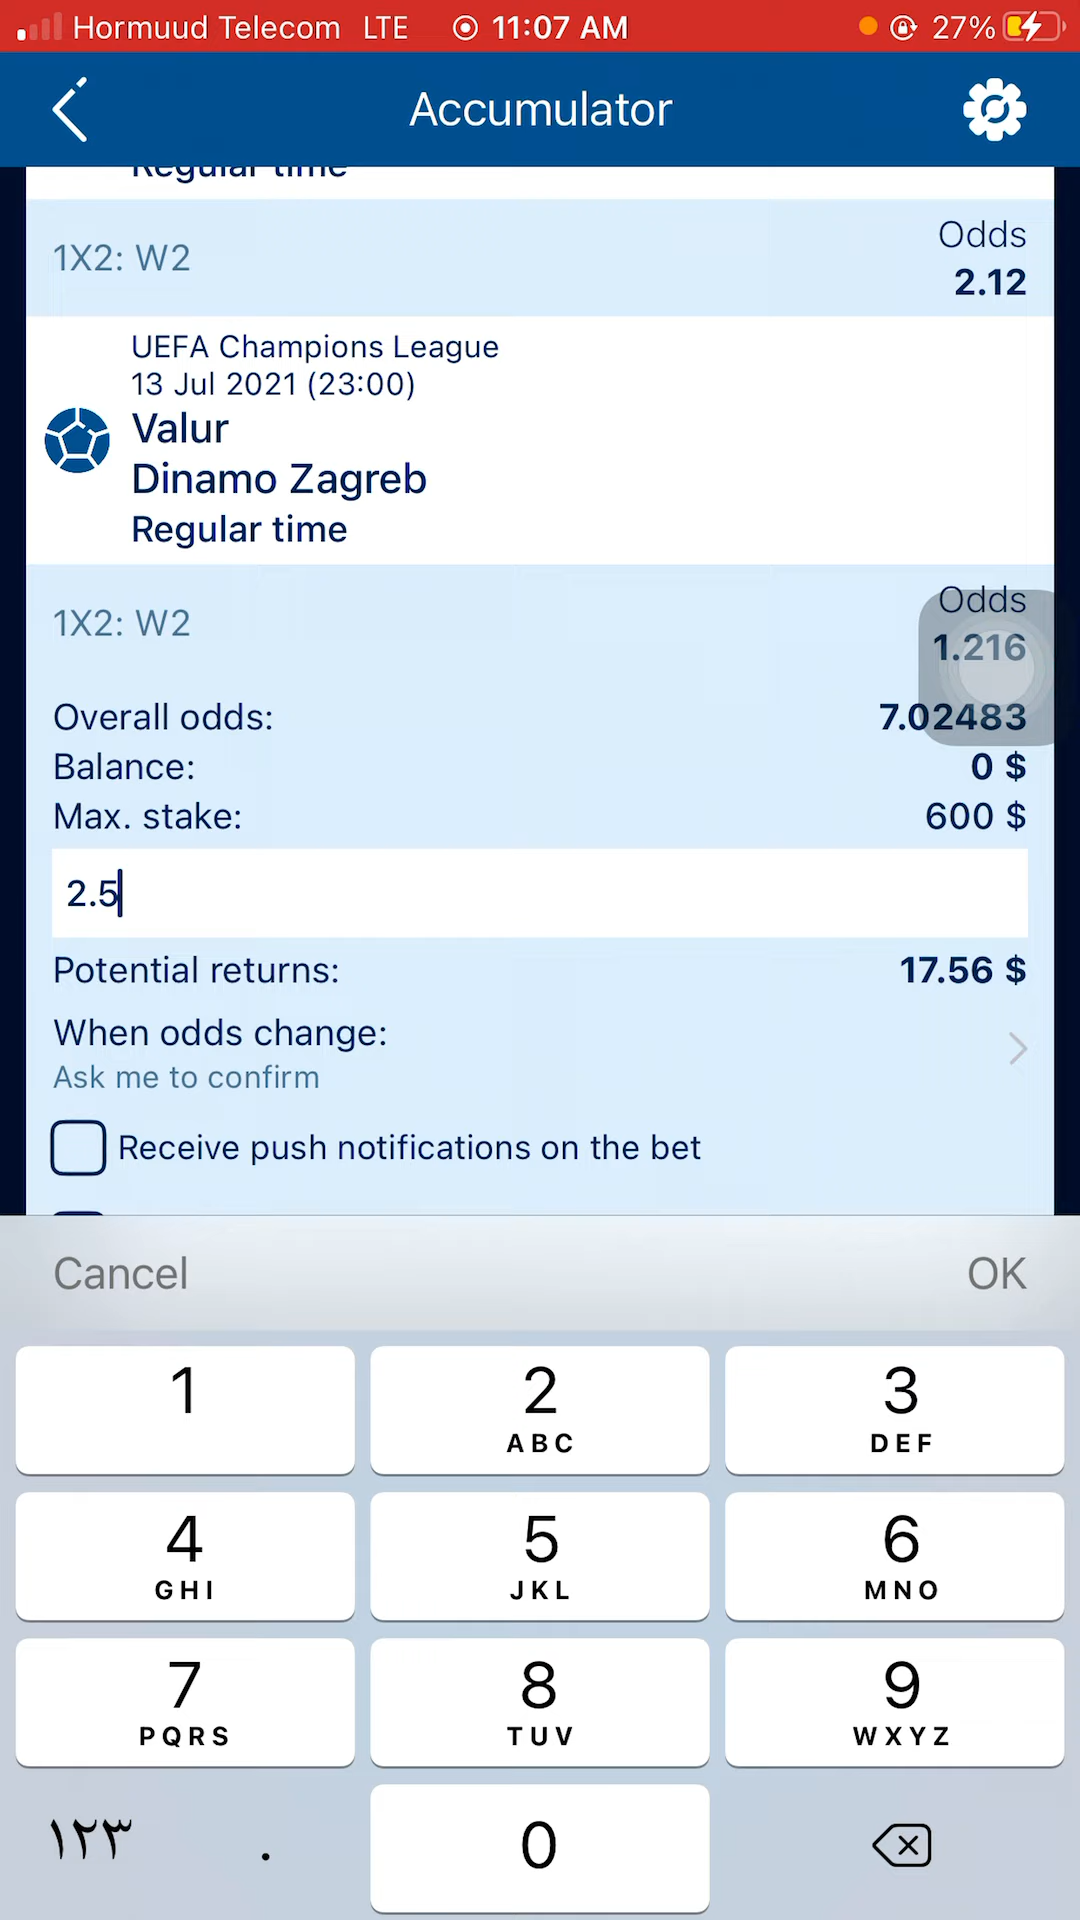 Hormuud Telecom LTE 11:07 AM 27%
Accumulator
Regular time
1X2: W2
Odds
2.12
UEFA Champions League
13 Jul 2021 (23:00)
Valur
Dinamo Zagreb
Regular time
1X2: W2
Odds
1.216
Overall odds: 7.02483
Balance: 0 $
Max. stake: 600 $
2.5
Potential returns: 17.56 $
When odds change:
Ask me to confirm
Receive push notifications on the bet
Cancel OK
1 2 3
ABC DEF
4 5 6
GHI JKL MNO
7 8 9
PQRS TUV WXYZ
١٢٣ . 0